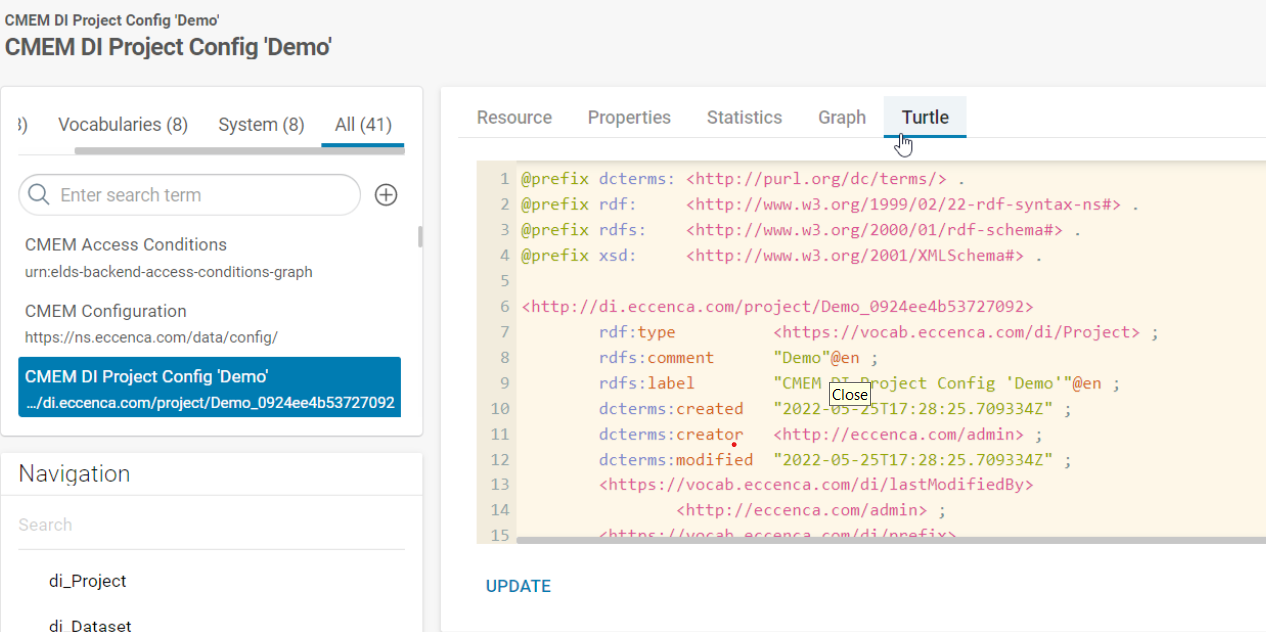 CMEM DI Project Config 'Demo'
CMEM DI Project Config 'Demo'
Vocabularies (8) System (8) All (41)
Enter search term
CMEM Access Conditions
urn:elds-backend-access-conditions-graph
CMEM Configuration
https://ns.eccenca.com/data/config/
CMEM DI Project Config 'Demo'
.../di.eccenca.com/project/Demo_0924ee4b53727092
Navigation
Search
di_Project
di_Dataset
Resource Properties Statistics Graph Turtle
1 @prefix dcterms: <http://purl.org/dc/terms/> .
2 @prefix rdf: <http://www.w3.org/1999/02/22-rdf-syntax-ns#> .
3 @prefix rdfs: <http://www.w3.org/2000/01/rdf-schema#> .
4 @prefix xsd: <http://www.w3.org/2001/XMLSchema#> .
5
6 <http://di.eccenca.com/project/Demo_0924ee4b53727092>
7 rdf:type <https://vocab.eccenca.com/di/Project> ;
8 rdfs:comment "Demo"@en ;
9 rdfs:label "CMEM DI Project Config 'Demo'"@en ;
Close
10 dcterms:created "2022-05-25T17:28:25.709334Z" ;
11 dcterms:creator <http://eccenca.com/admin> ;
12 dcterms:modified "2022-05-25T17:28:25.709334Z" ;
13 <https://vocab.eccenca.com/di/lastModifiedBy>
14 <http://eccenca.com/admin> ;
15 <https://vocab.eccenca.com/di/prefix>
UPDATE